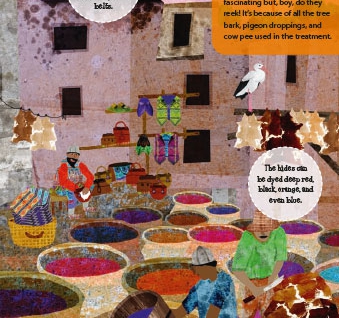 belts.
fascinating but, boy, do they
reek! It's because of all the tree
bark, pigeon droppings, and
cow pee used in the treatment.
The hides can
be dyed deep red,
black, orange, and
even blue.